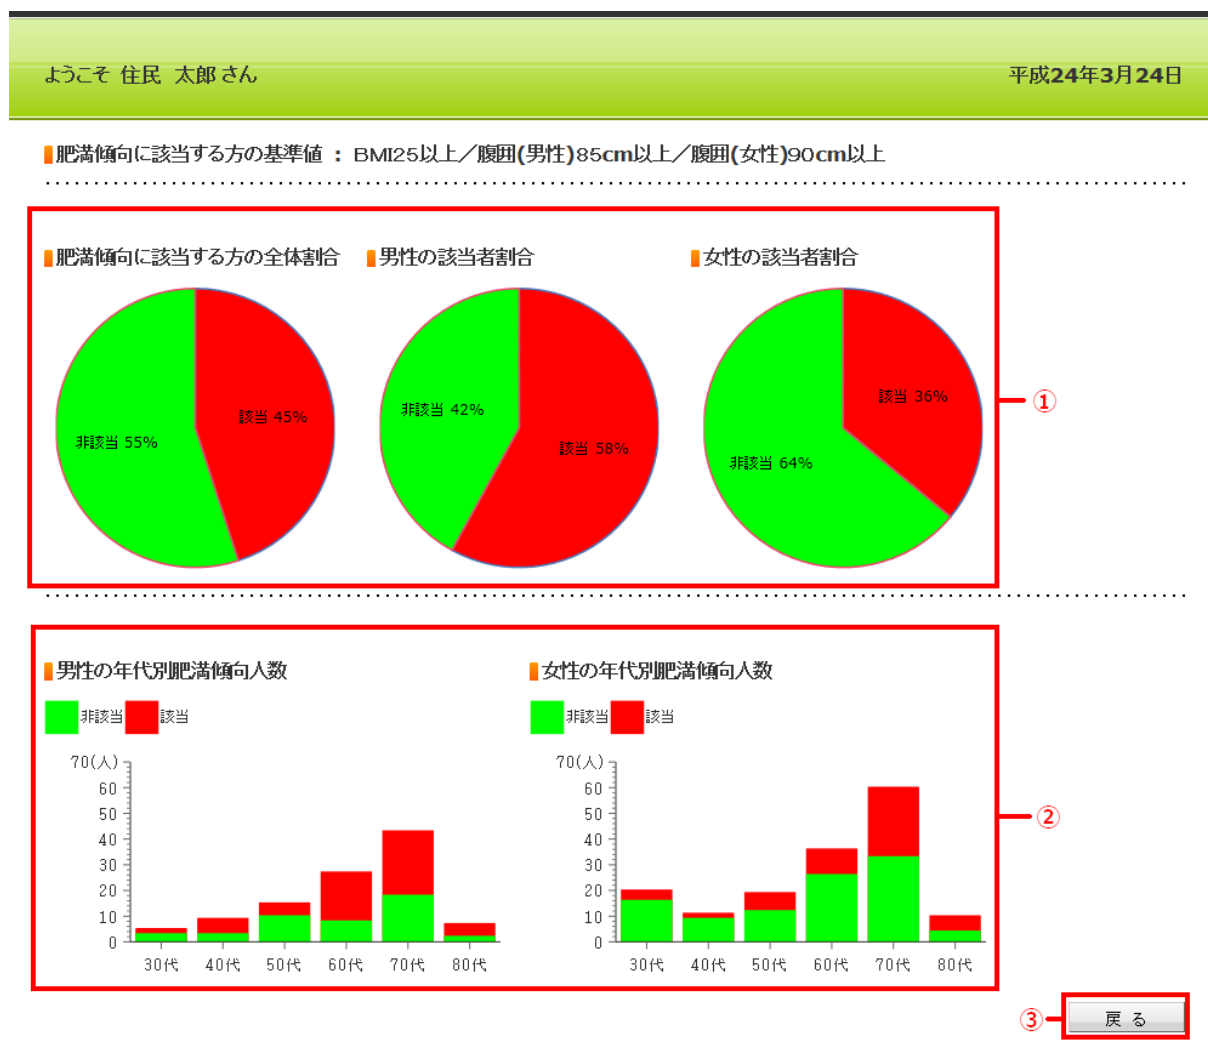 ようこそ 住民 太郎 さん
平成24年3月24日
肥満傾向に該当する方の基準値 ： BMI25以上／腹囲(男性)85cm以上／腹囲(女性)90cm以上
肥満傾向に該当する方の全体割合
男性の該当者割合
女性の該当者割合
非該当 55%
該当 45%
非該当 42%
該当 58%
非該当 64%
該当 36%
①
男性の年代別肥満傾向人数
非該当 該当
70(人)
60
50
40
30
20
10
0
30代 40代 50代 60代 70代 80代
女性の年代別肥満傾向人数
非該当 該当
70(人)
60
50
40
30
20
10
0
30代 40代 50代 60代 70代 80代
②
③
戻 る